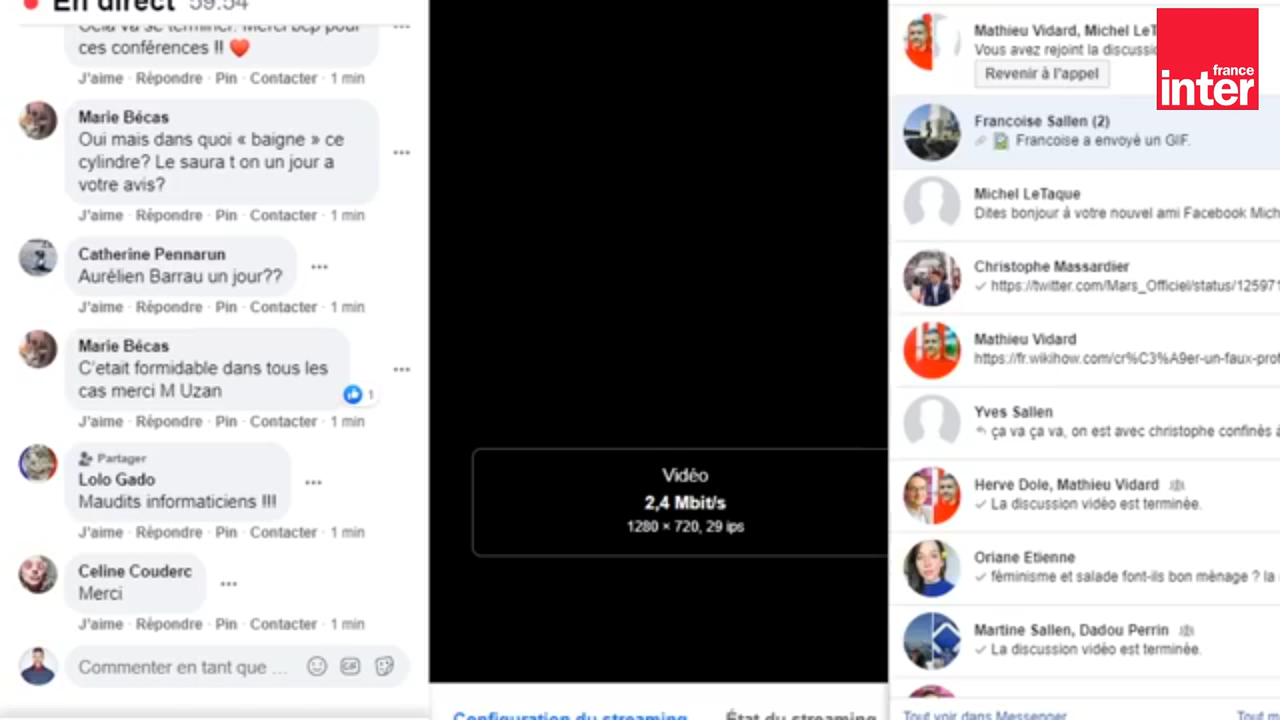 En direct 59:54
Cela va se terminer. Merci bcp pour
ces conférences !! ❤️
J'aime · Répondre · Pin · Contacter · 1 min
Marie Bécas
Oui mais dans quoi « baigne » ce
cylindre? Le saura t on un jour a
votre avis?
J'aime · Répondre · Pin · Contacter · 1 min
Catherine Pennarun
Aurélien Barrau un jour??
J'aime · Répondre · Pin · Contacter · 1 min
Marie Bécas
C'etait formidable dans tous les
cas merci M Uzan
1
J'aime · Répondre · Pin · Contacter · 1 min
Partager
Lolo Gado
Maudits informaticiens !!!
J'aime · Répondre · Pin · Contacter · 1 min
Celine Couderc
Merci
J'aime · Répondre · Pin · Contacter · 1 min
Commenter en tant que ...
GIF
Vidéo
2,4 Mbit/s
1280 × 720, 29 ips
Configuration du streaming
État du streaming
Mathieu Vidard, Michel LeT
Vous avez rejoint la discussio
Revenir à l'appel
france
inter
Francoise Sallen (2)
Francoise a envoyé un GIF.
Michel LeTaque
Dites bonjour à votre nouvel ami Facebook Mich
Christophe Massardier
https://twitter.com/Mars_Officiel/status/125971
Mathieu Vidard
https://fr.wikihow.com/cr%C3%A9er-un-faux-prof
Yves Sallen
ça va ça va, on est avec christophe confinés à
Herve Dole, Mathieu Vidard
La discussion vidéo est terminée.
Oriane Etienne
féminisme et salade font-ils bon ménage ? la
Martine Sallen, Dadou Perrin
La discussion vidéo est terminée.
Tout voir dans Messenger
Tout m